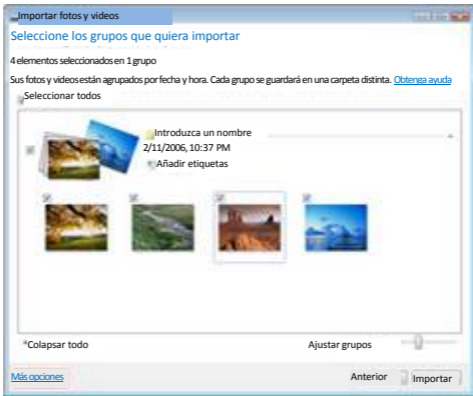 Importar fotos y videos
Seleccione los grupos que quiera importar
4 elementos seleccionados en 1 grupo
Sus fotos y videos están agrupados por fecha y hora. Cada grupo se guardará en una carpeta distinta. Obtenga ayuda
Seleccionar todos
Introduzca un nombre
2/11/2006, 10:37 PM
Añadir etiquetas
Colapsar todo
Ajustar grupos
Más opciones
Anterior
Importar